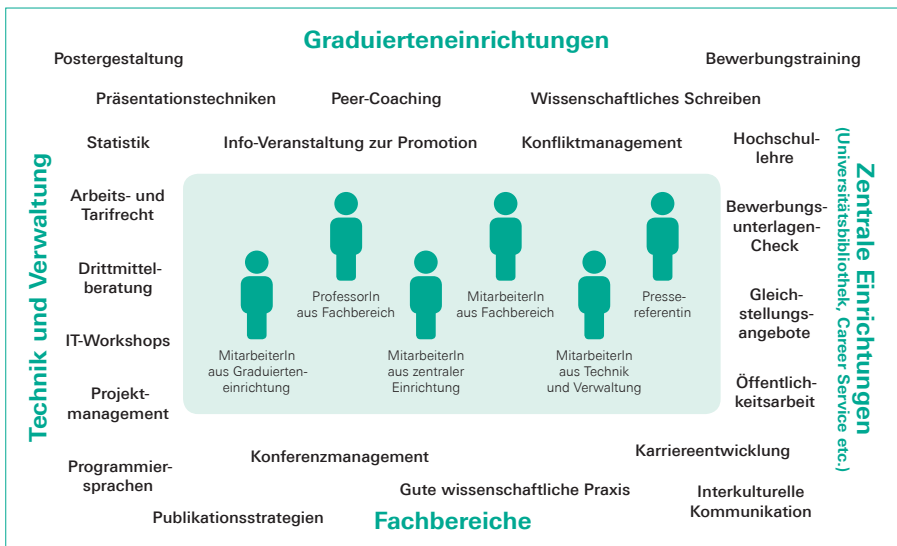 Graduierteneinrichtungen
Postergestaltung
Bewerbungstraining
Präsentationstechniken
Peer-Coaching
Wissenschaftliches Schreiben
Statistik
Info-Veranstaltung zur Promotion
Konfliktmanagement
Hochschul-
lehre
Technik und Verwaltung
Arbeits- und
Tarifrecht
Drittmittel-
beratung
IT-Workshops
Projekt-
management
Programmier-
sprachen
ProfessorIn
aus Fachbereich
MitarbeiterIn
aus Fachbereich
Presse-
referentin
MitarbeiterIn
aus Graduierten-
einrichtung
MitarbeiterIn
aus zentraler
Einrichtung
MitarbeiterIn
aus Technik
und Verwaltung
Bewerbungs-
unterlagen-
Check
Gleich-
stellungs-
angebote
Öffentlich-
keitsarbeit
Zentrale Einrichtungen
(Universitätsbibliothek, Career Service etc.)
Konferenzmanagement
Karriereentwicklung
Gute wissenschaftliche Praxis
Interkulturelle
Kommunikation
Publikationsstrategien
Fachbereiche